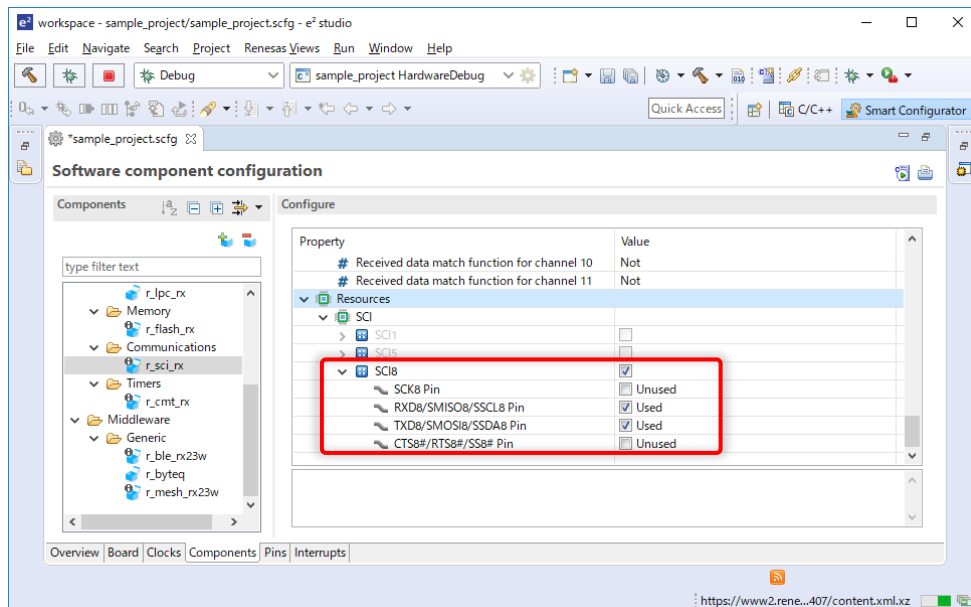 e² workspace - sample_project/sample_project.scfg - e² studio
File Edit Navigate Search Project Renesas Views Run Window Help
Debug sample_project HardwareDebug
Quick Access C/C++ Smart Configurator
*sample_project.scfg
Software component configuration
Components Configure
type filter text
r_lpc_rx
Memory
r_flash_rx
Communications
r_sci_rx
Timers
r_cmt_rx
Middleware
Generic
r_ble_rx23w
r_byteq
r_mesh_rx23w
Property Value
# Received data match function for channel 10 Not
# Received data match function for channel 11 Not
Resources
SCI
SCI1
SCI5
SCI8
SCK8 Pin Unused
RXD8/SMISO8/SSCL8 Pin Used
TXD8/SMOSI8/SSDA8 Pin Used
CTS8#/RTS8#/SS8# Pin Unused
Overview Board Clocks Components Pins Interrupts
https://www2.rene...407/content.xml.xz